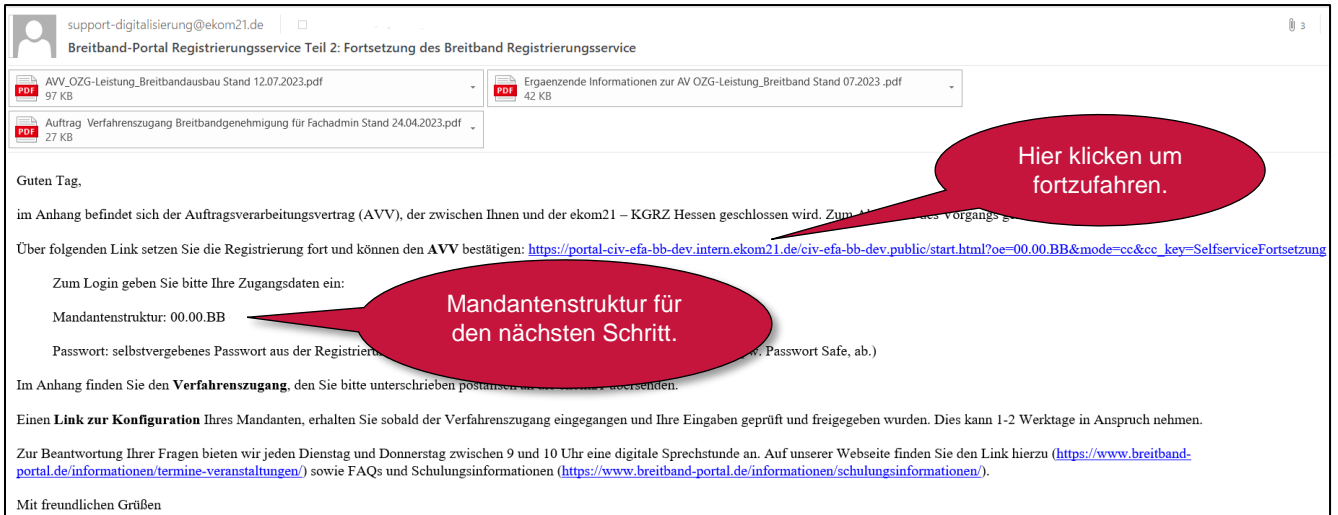 support-digitalisierung@ekom21.de
3
Breitband-Portal Registrierungsservice Teil 2: Fortsetzung des Breitband Registrierungsservice
AVV_OZG-Leistung_Breitbandausbau Stand 12.07.2023.pdf
97 KB
Ergaenzende Informationen zur AV OZG-Leistung_Breitband Stand 07.2023 .pdf
42 KB
Auftrag Verfahrenszugang Breitbandgenehmigung für Fachadmin Stand 24.04.2023.pdf
27 KB
PDF
PDF
PDF
Hier klicken um
fortzufahren.
Guten Tag,
im Anhang befindet sich der Auftragsverarbeitungsvertrag (AVV), der zwischen Ihnen und der ekom21 – KGRZ Hessen geschlossen wird. Zum des Vorgangs
Über folgenden Link setzen Sie die Registrierung fort und können den AVV bestätigen: https://portal-civ-efa-bb-dev.intern.ekom21.de/civ-efa-bb-dev.public/start.html?oe=00.00.BB&mode=cc&cc_key=SelfserviceFortsetzung
Zum Login geben Sie bitte Ihre Zugangsdaten ein:
Mandantenstruktur für
den nächsten Schritt.
Mandantenstruktur: 00.00.BB
Passwort: selbstvergebenes Passwort aus der Passwort Safe, ab.)
Im Anhang finden Sie den Verfahrenszugang, den Sie bitte unterschrieben übersenden.
Einen Link zur Konfiguration Ihres Mandanten, erhalten Sie sobald der Verfahrenszugang eingegangen und Ihre Eingaben geprüft und freigegeben wurden. Dies kann 1-2 Werktage in Anspruch nehmen.
Zur Beantwortung Ihrer Fragen bieten wir jeden Dienstag und Donnerstag zwischen 9 und 10 Uhr eine digitale Sprechstunde an. Auf unserer Webseite finden Sie den Link hierzu (https://www.breitband-
portal.de/informationen/termine-veranstaltungen/) sowie FAQs und Schulungsinformationen (https://www.breitband-portal.de/informationen/schulungsinformationen/).
Mit freundlichen Grüßen